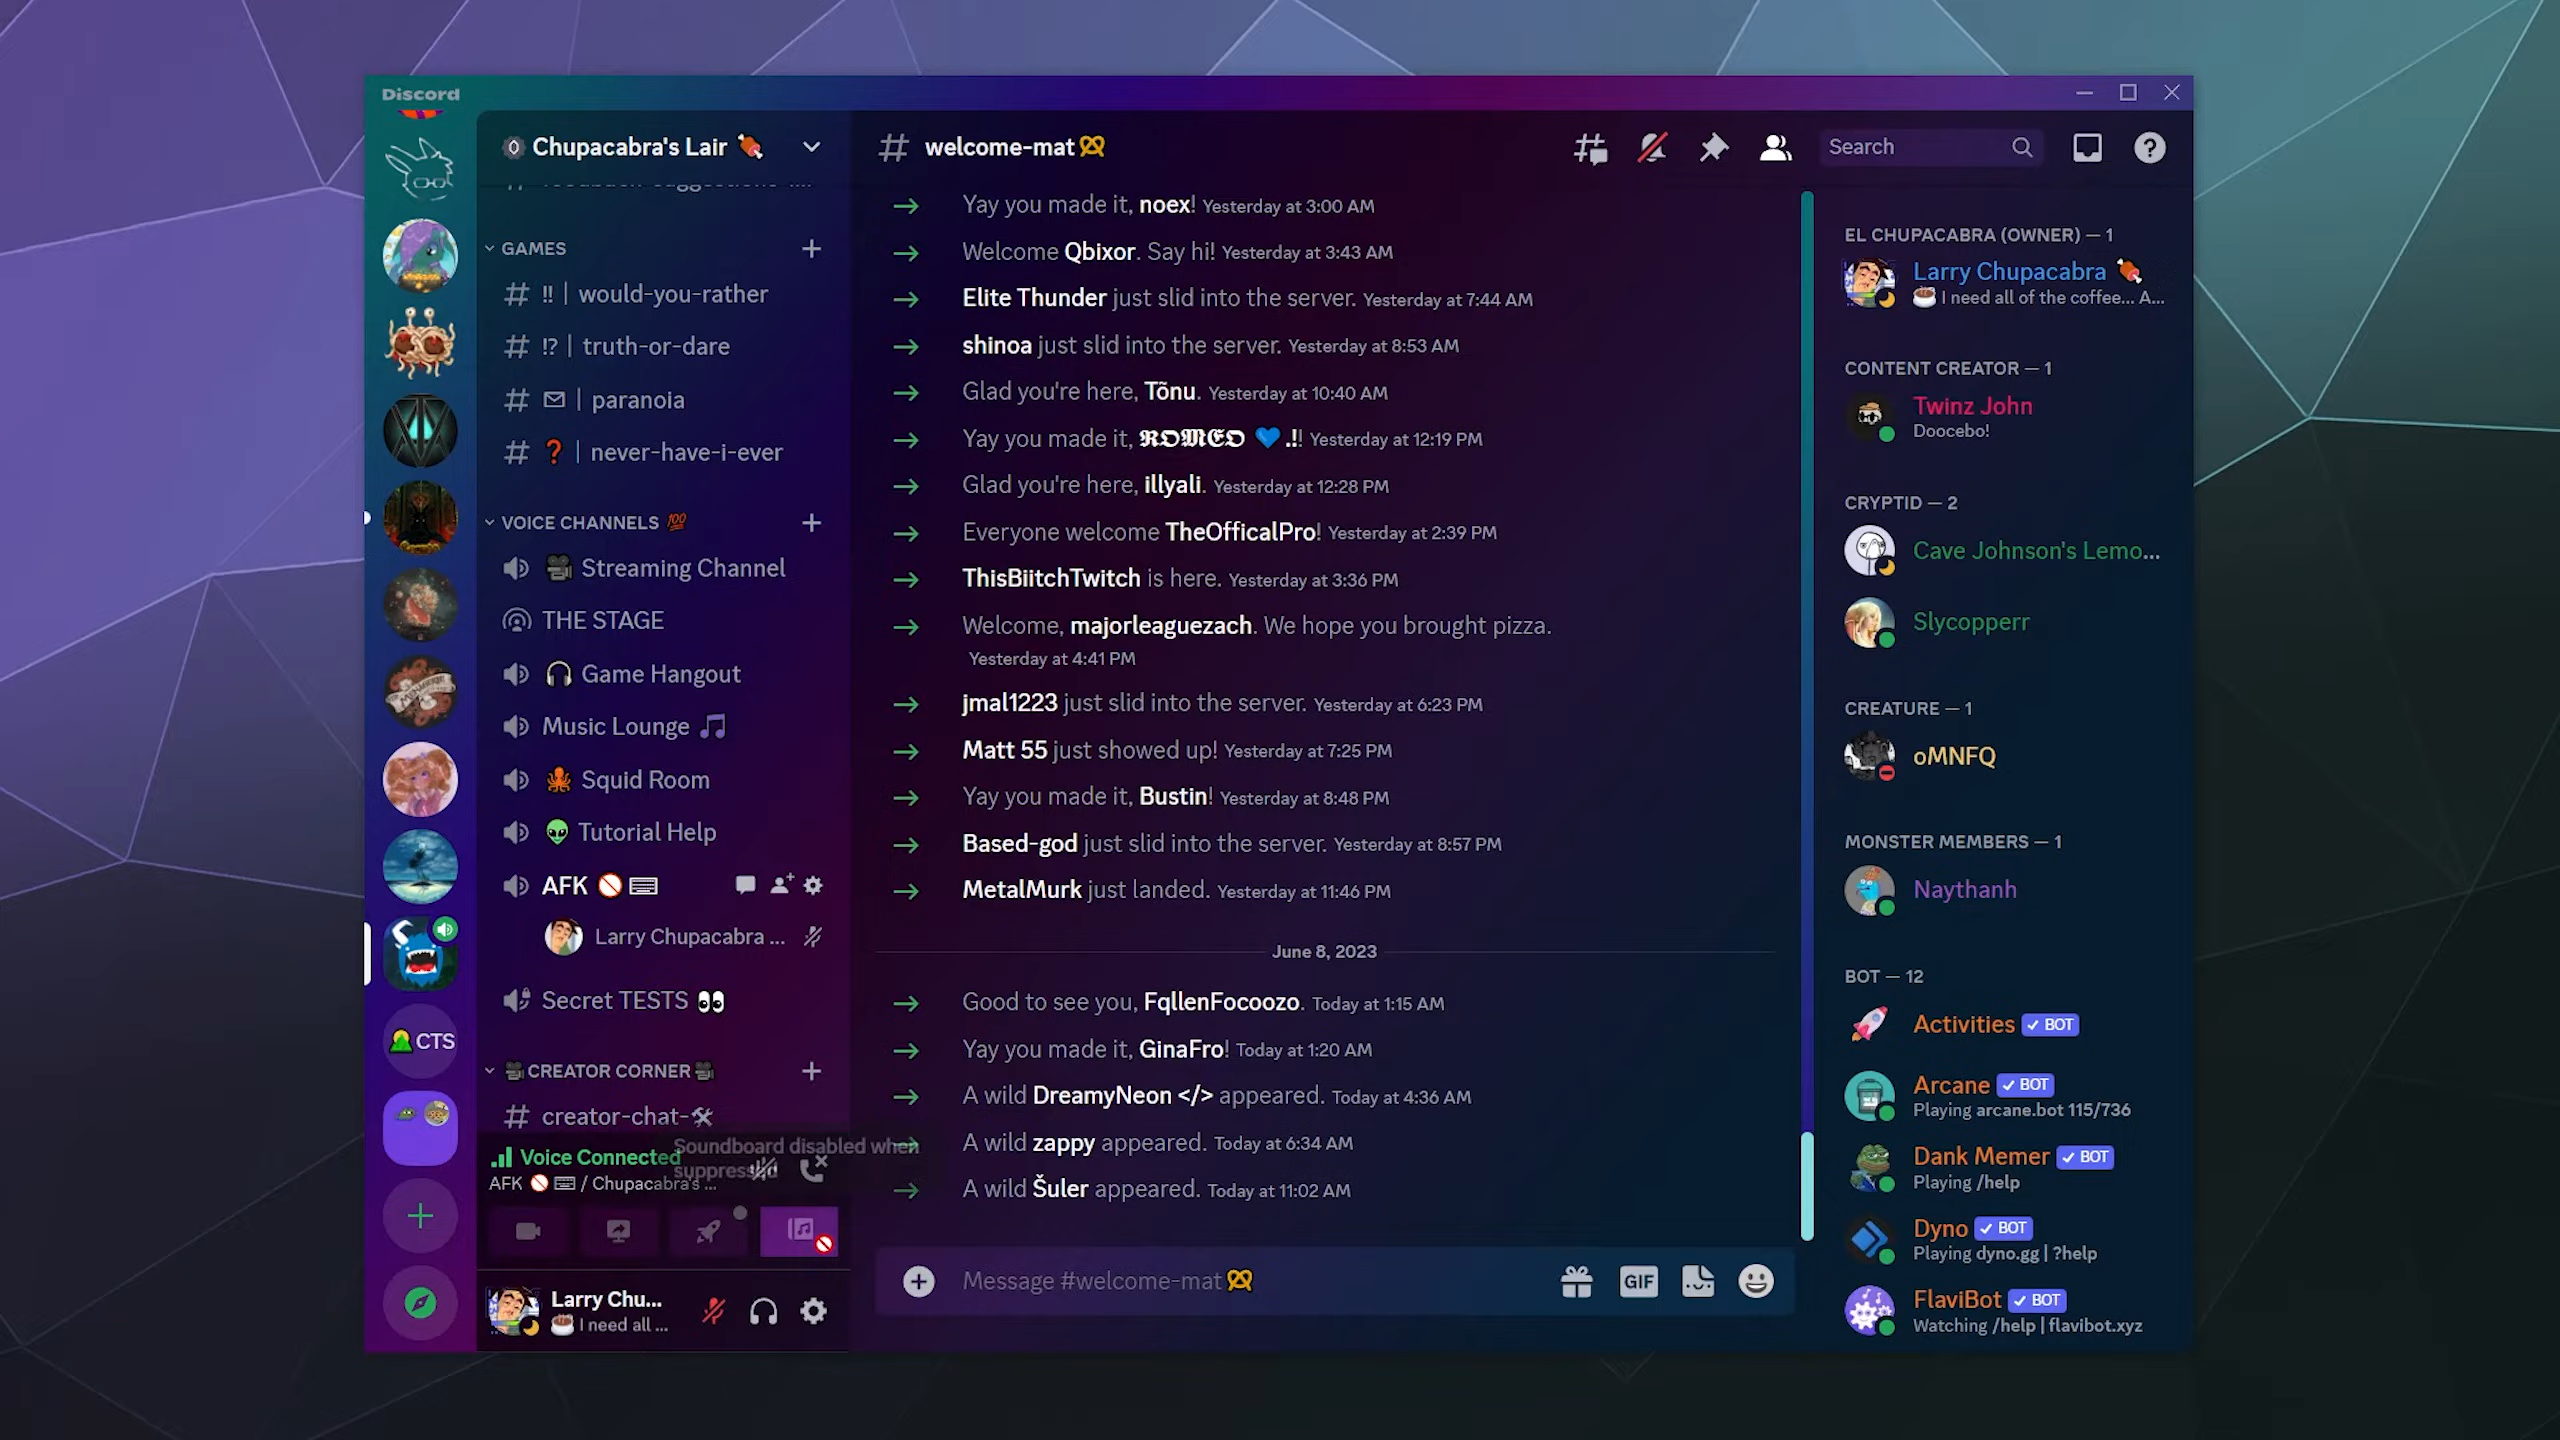 Discord
Chupacabra's Lair
GAMES
‼ | would-you-rather
⁉ | truth-or-dare
| paranoia
❓ | never-have-i-ever
VOICE CHANNELS 💯
Streaming Channel
THE STAGE
Game Hangout
Music Lounge
Squid Room
Tutorial Help
AFK
Larry Chupacabra ...
Secret TESTS
CREATOR CORNER
creator-chat-
Soundboard disabled when
suppressed
Voice Connected
AFK / Chupacabra's ...
Larry Chu...
I need all ...
CTS
# welcome-mat
Search
Yay you made it, noex! Yesterday at 3:00 AM
Welcome Qbixor. Say hi! Yesterday at 3:43 AM
Elite Thunder just slid into the server. Yesterday at 7:44 AM
shinoa just slid into the server. Yesterday at 8:53 AM
Glad you're here, Tõnu. Yesterday at 10:40 AM
Yay you made it, 𝕽𝕺𝕸𝕰𝕺 💙.!! Yesterday at 12:19 PM
Glad you're here, illyali. Yesterday at 12:28 PM
Everyone welcome TheOfficalPro! Yesterday at 2:39 PM
ThisBiitchTwitch is here. Yesterday at 3:36 PM
Welcome, majorleaguezach. We hope you brought pizza.
Yesterday at 4:41 PM
jmal1223 just slid into the server. Yesterday at 6:23 PM
Matt 55 just showed up! Yesterday at 7:25 PM
Yay you made it, Bustin! Yesterday at 8:48 PM
Based-god just slid into the server. Yesterday at 8:57 PM
MetalMurk just landed. Yesterday at 11:46 PM
June 8, 2023
Good to see you, FqllenFocoozo. Today at 1:15 AM
Yay you made it, GinaFro! Today at 1:20 AM
A wild DreamyNeon </> appeared. Today at 4:36 AM
A wild zappy appeared. Today at 6:34 AM
A wild Šuler appeared. Today at 11:02 AM
Message #welcome-mat
GIF
EL CHUPACABRA (OWNER) — 1
Larry Chupacabra
I need all of the coffee... A...
CONTENT CREATOR — 1
Twinz John
Doocebo!
CRYPTID — 2
Cave Johnson's Lemo...
Slycopperr
CREATURE — 1
oMNFQ
MONSTER MEMBERS — 1
Naythanh
BOT — 12
Activities ✓ BOT
Arcane ✓ BOT
Playing arcane.bot 115/736
Dank Memer ✓ BOT
Playing /help
Dyno ✓ BOT
Playing dyno.gg | ?help
FlaviBot ✓ BOT
Watching /help | flavibot.xyz